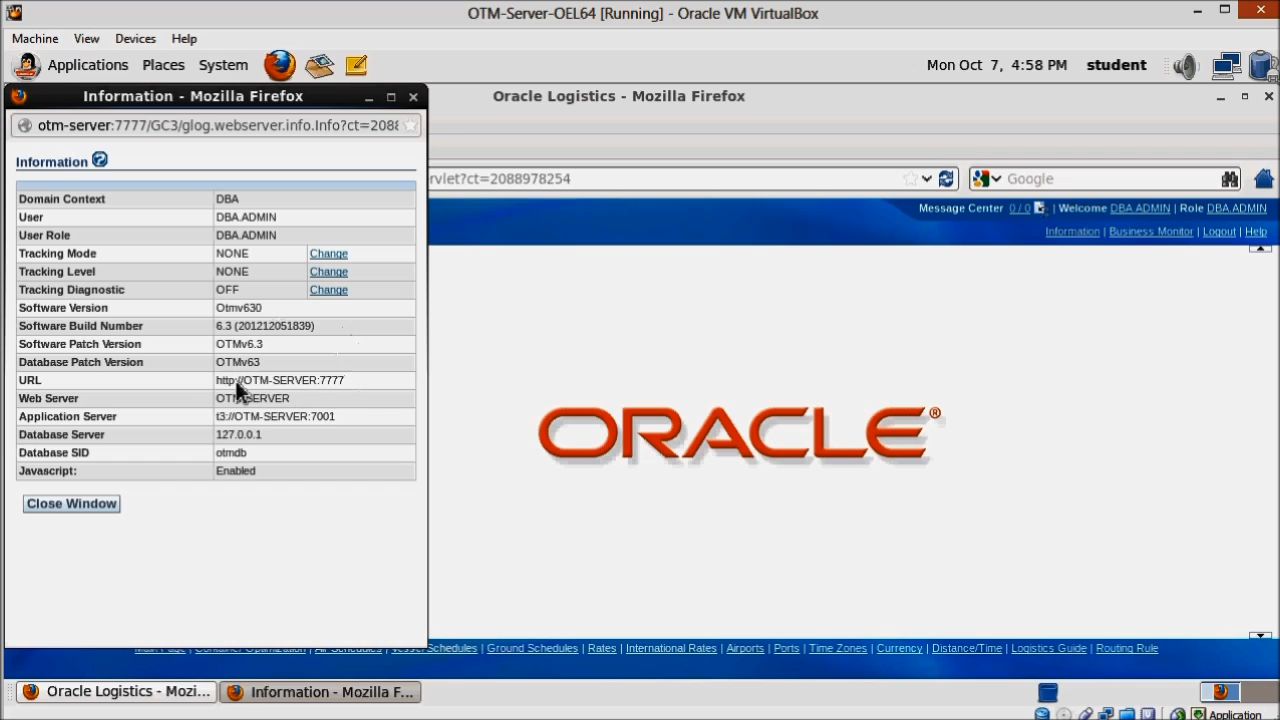 OTM-Server-OEL64 [Running] - Oracle VM VirtualBox
Machine View Devices Help
Applications Places System Mon Oct 7, 4:58 PM student
Information - Mozilla Firefox
Oracle Logistics - Mozilla Firefox
otm-server:7777/GC3/glog.webserver.info.Info?ct=2088
rvlet?ct=2088978254
Google
Message Center 0 / 0 | Welcome DBA.ADMIN | Role DBA.ADMIN
Information | Business Monitor | Logout | Help
Information
Domain Context DBA
User DBA.ADMIN
User Role DBA.ADMIN
Tracking Mode NONE Change
Tracking Level NONE Change
Tracking Diagnostic OFF Change
Software Version Otmv630
Software Build Number 6.3 (201212051839)
Software Patch Version OTMv6.3
Database Patch Version OTMv63
URL http://OTM-SERVER:7777
Web Server OTM-SERVER
Application Server t3://OTM-SERVER:7001
Database Server 127.0.0.1
Database SID otmdb
Javascript: Enabled
Close Window
ORACLE®
Schedules | Ground Schedules | Rates | International Rates | Airports | Ports | Time Zones | Currency | Distance/Time | Logistics Guide | Routing Rule
Oracle Logistics - Mozi...
Information - Mozilla F...
Application